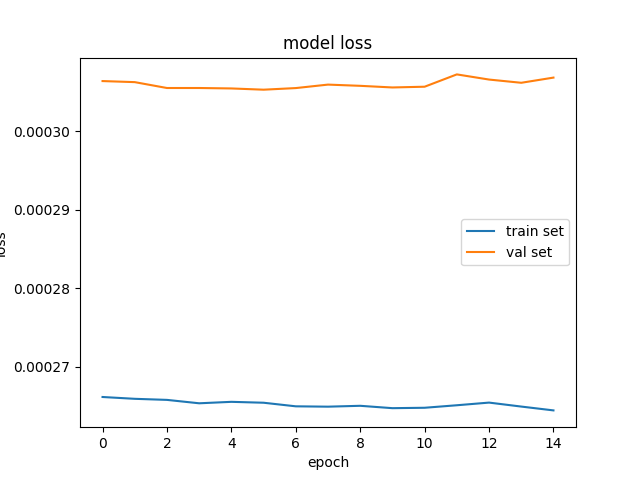 model loss
0.00030
0.00029
0.00028
0.00027
loss
train set
val set
0 2 4 6 8 10 12 14
epoch